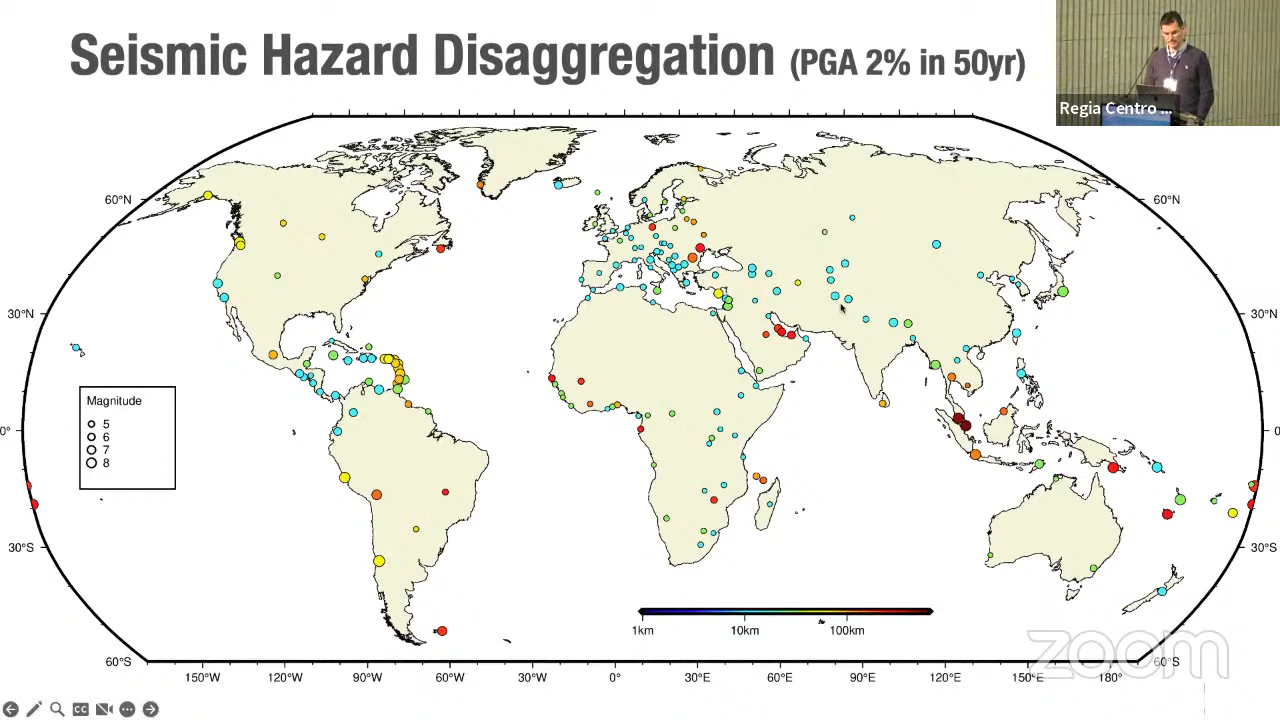 Seismic Hazard Disaggregation (PGA 2% in 50yr)
Regia Centro ...
60°N
60°N
30°N
30°N
0°
0
30°S
30°S
60°S
60°S
Magnitude
5
6
7
8
1km
10km
100km
zoom
150°W
120°W
90°W
60°W
30°W
0°
30°E
60°E
90°E
120°E
150°E
180°
CC